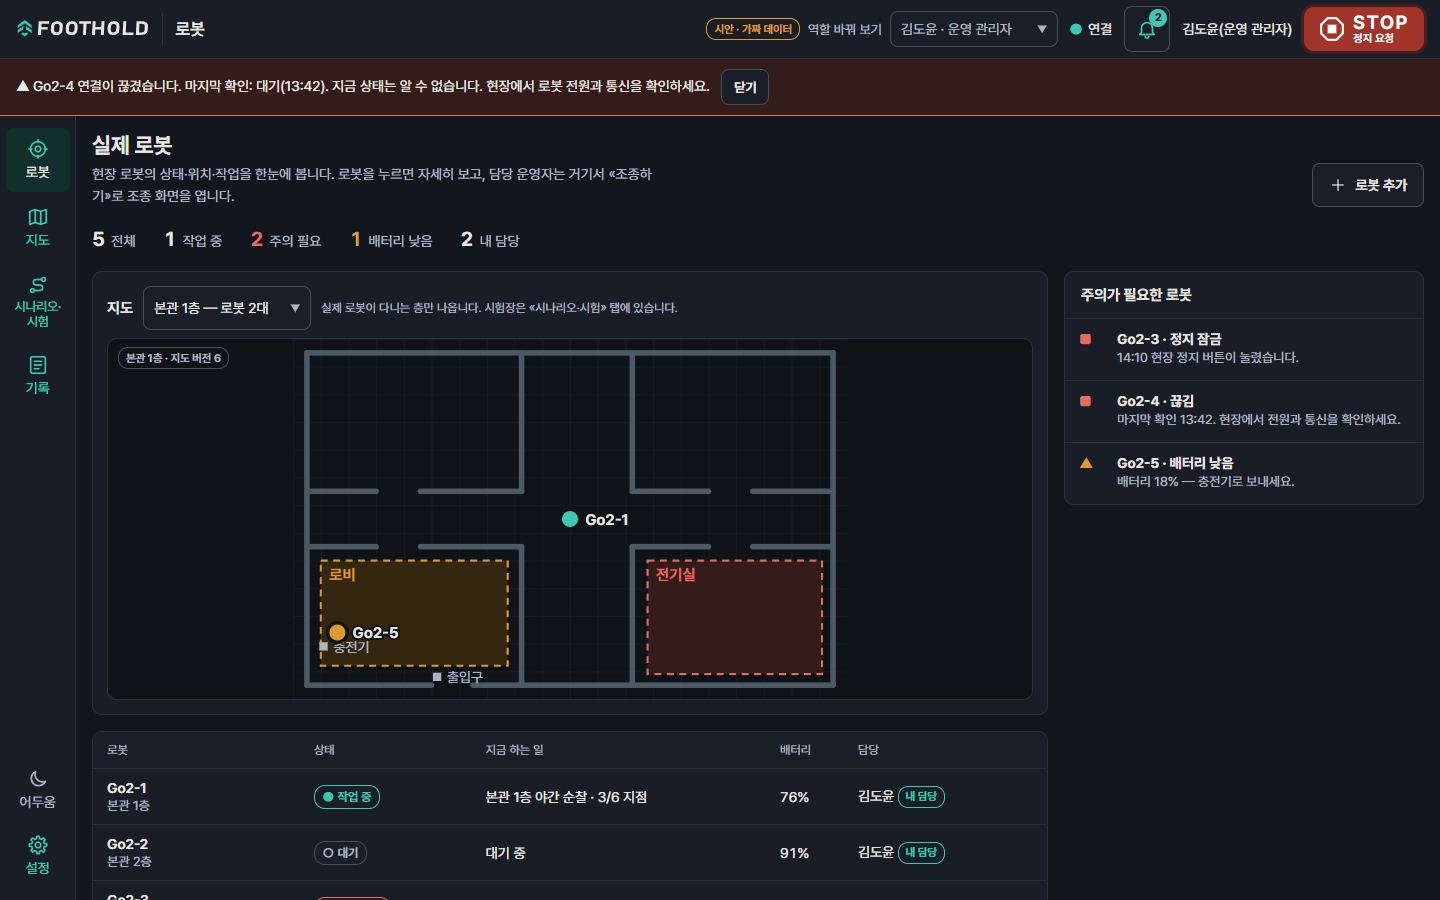 FOOTHOLD
로봇
시안 · 가짜 데이터
역할 바꿔 보기
김도윤 · 운영 관리자
연결
2
김도윤(운영 관리자)
STOP
정지 요청
Go2-4 연결이 끊겼습니다. 마지막 확인: 대기(13:42). 지금 상태는 알 수 없습니다. 현장에서 로봇 전원과 통신을 확인하세요.
닫기
로봇
지도
시나리오·
시험
기록
어두움
설정
실제 로봇
현장 로봇의 상태·위치·작업을 한눈에 봅니다. 로봇을 누르면 자세히 보고, 담당 운영자는 거기서 «조종하
기»로 조종 화면을 엽니다.
로봇 추가
5 전체
1 작업 중
2 주의 필요
1 배터리 낮음
2 내 담당
지도
본관 1층 — 로봇 2대
실제 로봇이 다니는 층만 나옵니다. 시험장은 «시나리오·시험» 탭에 있습니다.
본관 1층 · 지도 버전 6
Go2-1
로비
전기실
Go2-5
충전기
출입구
주의가 필요한 로봇
Go2-3 · 정지 잠금
14:10 현장 정지 버튼이 눌렸습니다.
Go2-4 · 끊김
마지막 확인 13:42. 현장에서 전원과 통신을 확인하세요.
Go2-5 · 배터리 낮음
배터리 18% — 충전기로 보내세요.
로봇 상태 지금 하는 일 배터리 담당
Go2-1
본관 1층
작업 중
본관 1층 야간 순찰 · 3/6 지점
76%
김도윤 내 담당
Go2-2
본관 2층
대기
대기 중
91%
김도윤 내 담당
Go2-3